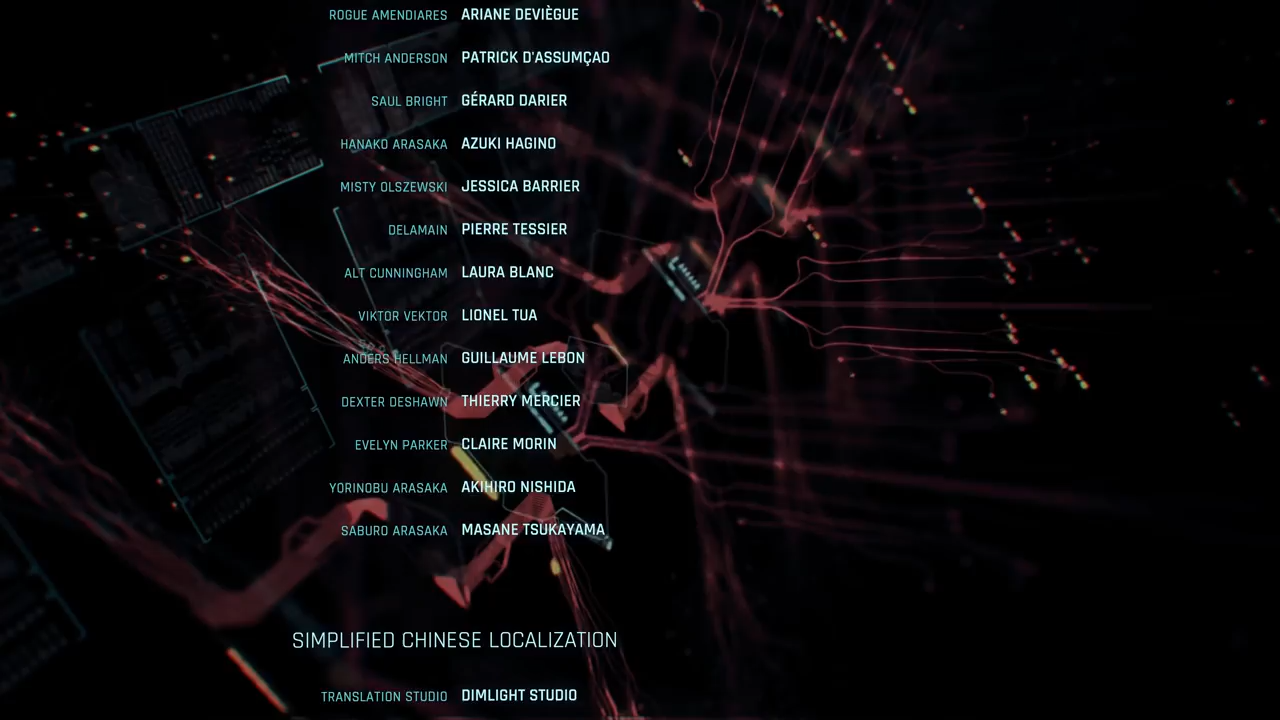 ROGUE AMENDIARES ARIANE DEVIÈGUE
MITCH ANDERSON PATRICK D'ASSUMÇAO
SAUL BRIGHT GÉRARD DARIER
HANAKO ARASAKA AZUKI HAGINO
MISTY OLSZEWSKI JESSICA BARRIER
DELAMAIN PIERRE TESSIER
ALT CUNNINGHAM LAURA BLANC
VIKTOR VEKTOR LIONEL TUA
ANDERS HELLMAN GUILLAUME LEBON
DEXTER DESHAWN THIERRY MERCIER
EVELYN PARKER CLAIRE MORIN
YORINOBU ARASAKA AKIHIRO NISHIDA
SABURO ARASAKA MASANE TSUKAYAMA
SIMPLIFIED CHINESE LOCALIZATION
TRANSLATION STUDIO DIMLIGHT STUDIO